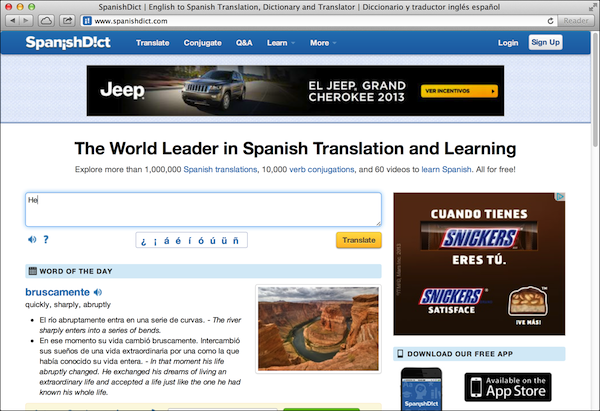 SpanishDict | English to Spanish Translation, Dictionary and Translator | Diccionario y traductor inglés español
www.spanishdict.com
Reader
SpanishD!ct
Translate
Conjugate
Q&A
Learn
More
Login
Sign Up
Jeep
EL JEEP® GRAND
CHEROKEE 2013
VER INCENTIVOS
The World Leader in Spanish Translation and Learning
Explore more than 1,000,000 Spanish translations, 10,000 verb conjugations, and 60 videos to learn Spanish. All for free!
He
?
¿ ¡ á é í ó ú ü ñ
Translate
WORD OF THE DAY
bruscamente
quickly, sharply, abruptly
• El río abruptamente entra en una serie de curvas. - The river
sharply enters into a series of bends.
• En ese momento su vida cambió bruscamente. Intercambió
sus sueños de una vida extraordinaria por una como la que
había conocido su vida entera. - In that moment his life
abruptly changed. He exchanged his dreams of living an
extraordinary life and accepted a life just like the one he had
known his whole life.
CUANDO TIENES
SNICKERS
ERES TÚ.
SNICKERS
SATISFACE
¡VE MÁS!
DOWNLOAD OUR FREE APP
SpanishD!ct
Available on the
App Store